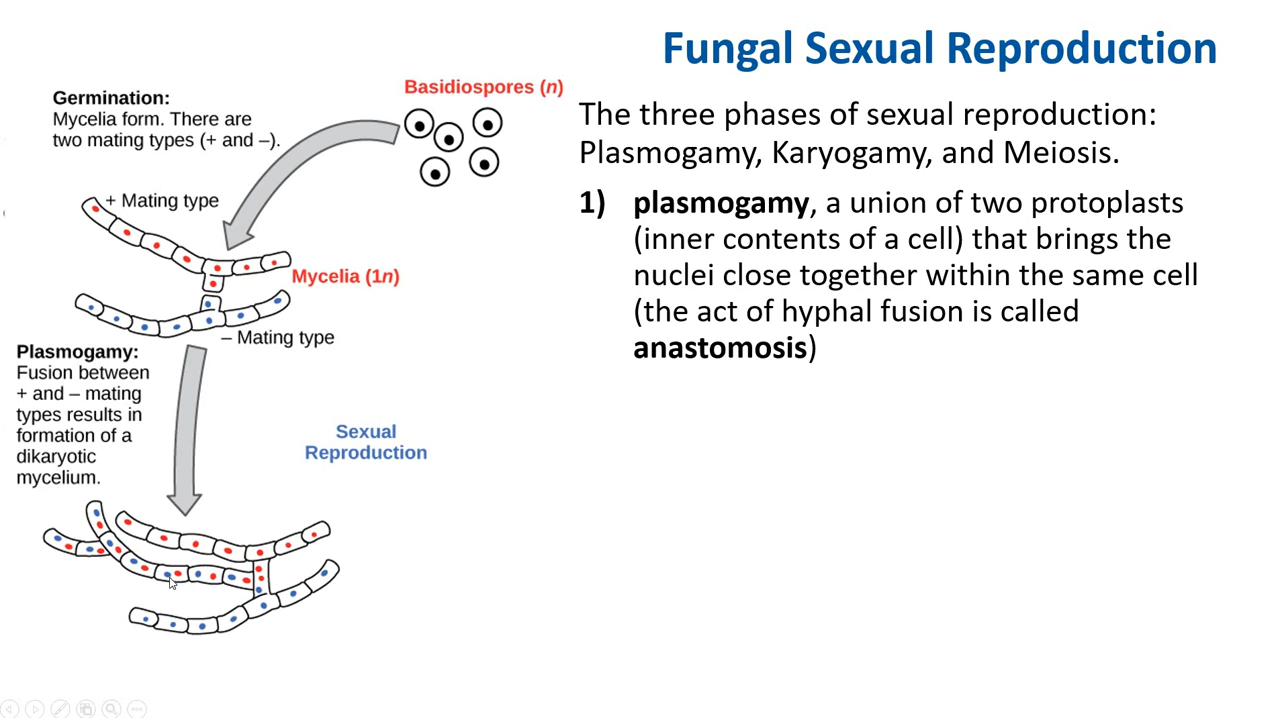 Fungal Sexual Reproduction
Basidiospores (n)
Germination:
Mycelia form. There are
two mating types (+ and –).
+ Mating type
Mycelia (1n)
– Mating type
Plasmogamy:
Fusion between
+ and – mating
types results in
formation of a
dikaryotic
mycelium.
Sexual
Reproduction
The three phases of sexual reproduction:
Plasmogamy, Karyogamy, and Meiosis.
1) plasmogamy, a union of two protoplasts
(inner contents of a cell) that brings the
nuclei close together within the same cell
(the act of hyphal fusion is called
anastomosis)